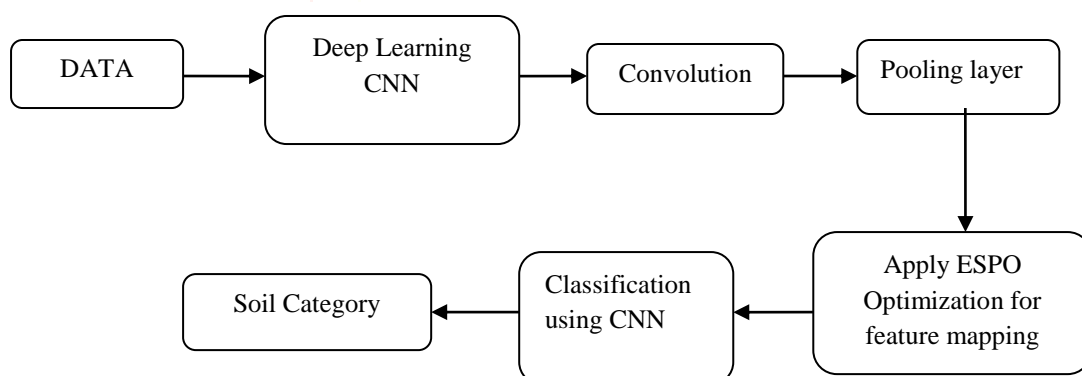 DATA
Deep Learning
CNN
Convolution
Pooling layer
Apply ESPO
Optimization for
feature mapping
Classification
using CNN
Soil Category